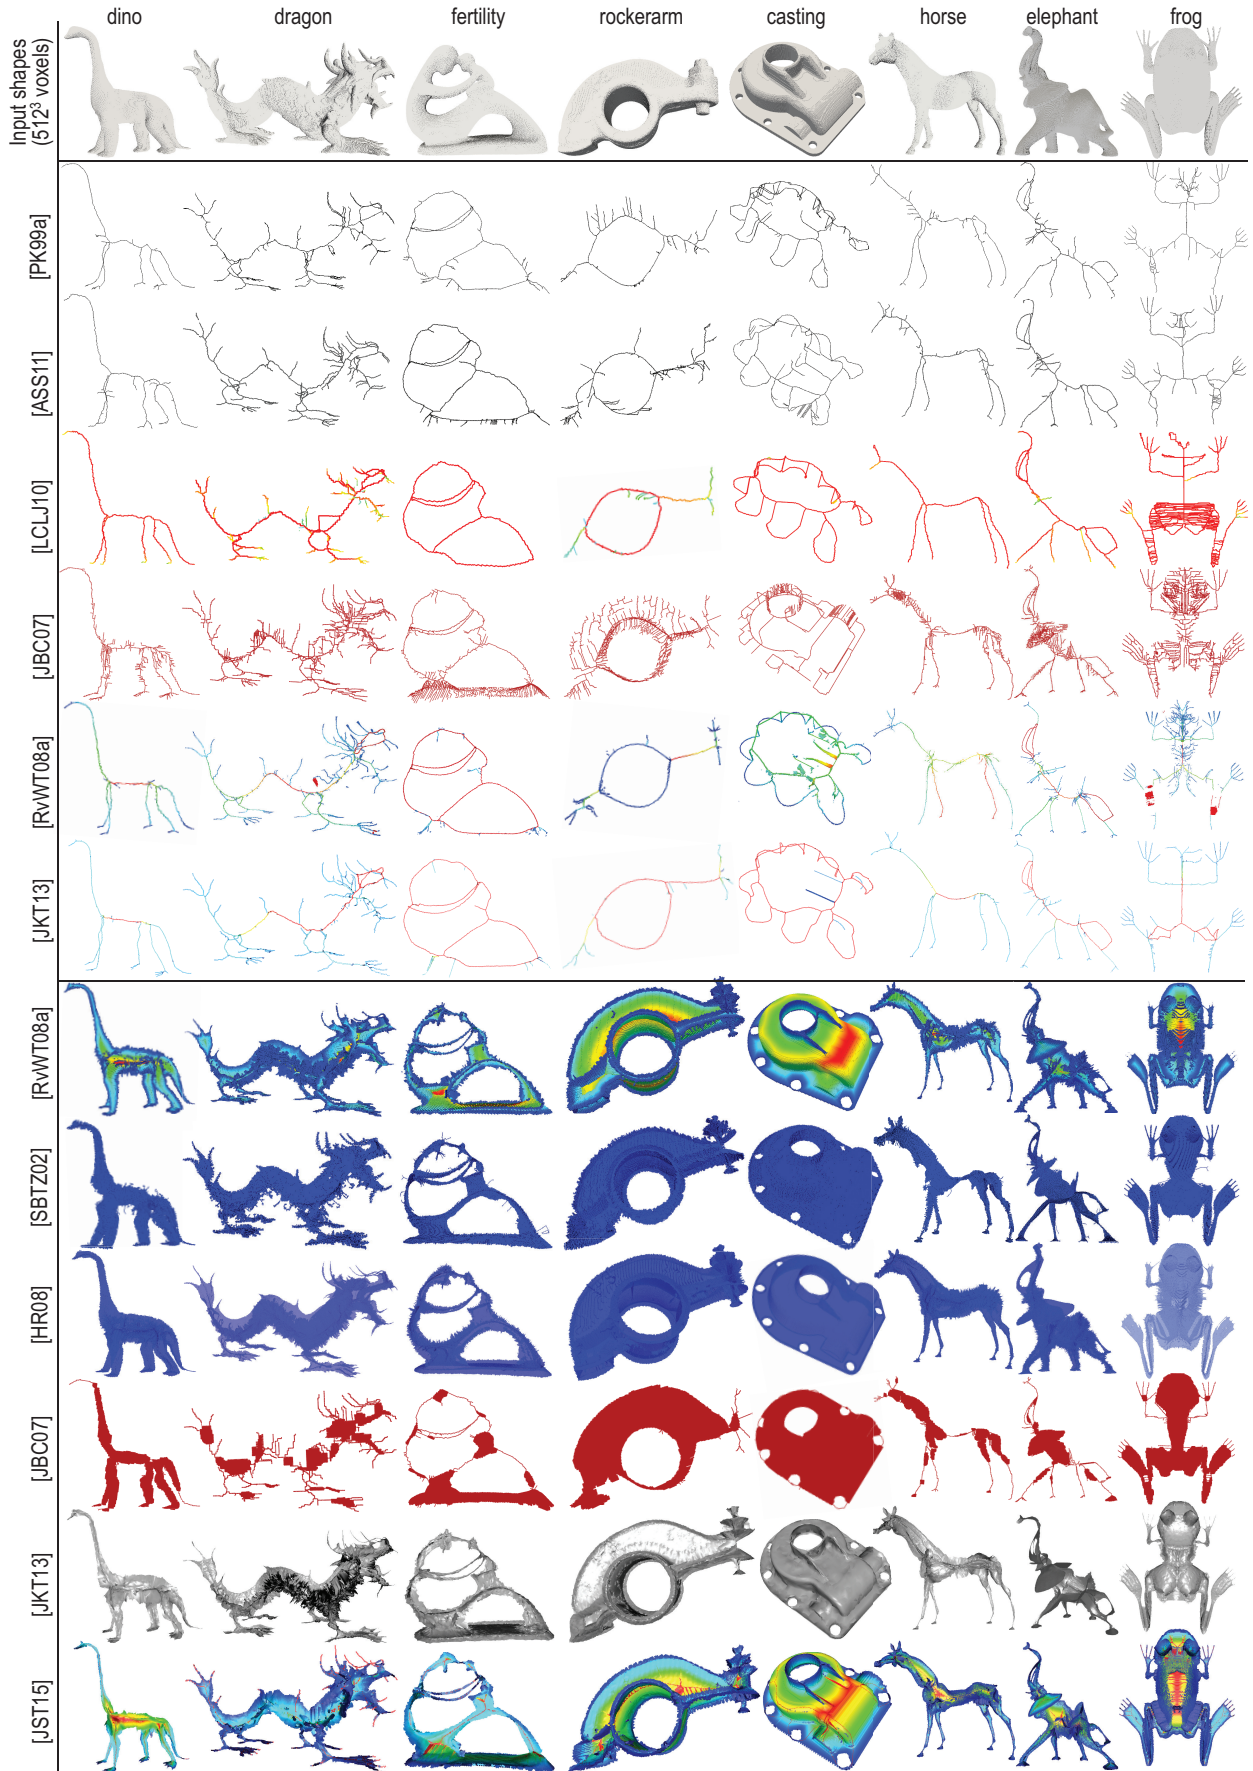 dino dragon fertility rockerarm casting horse elephant frog
Input shapes
(512³ voxels)
[PK99a]
[ASS11]
[LCLJ10]
[JBC07]
[RvWT08a]
[JKT13]
[RvWT08a]
[SBTZ02]
[HR08]
[JBC07]
[JKT13]
[JST15]